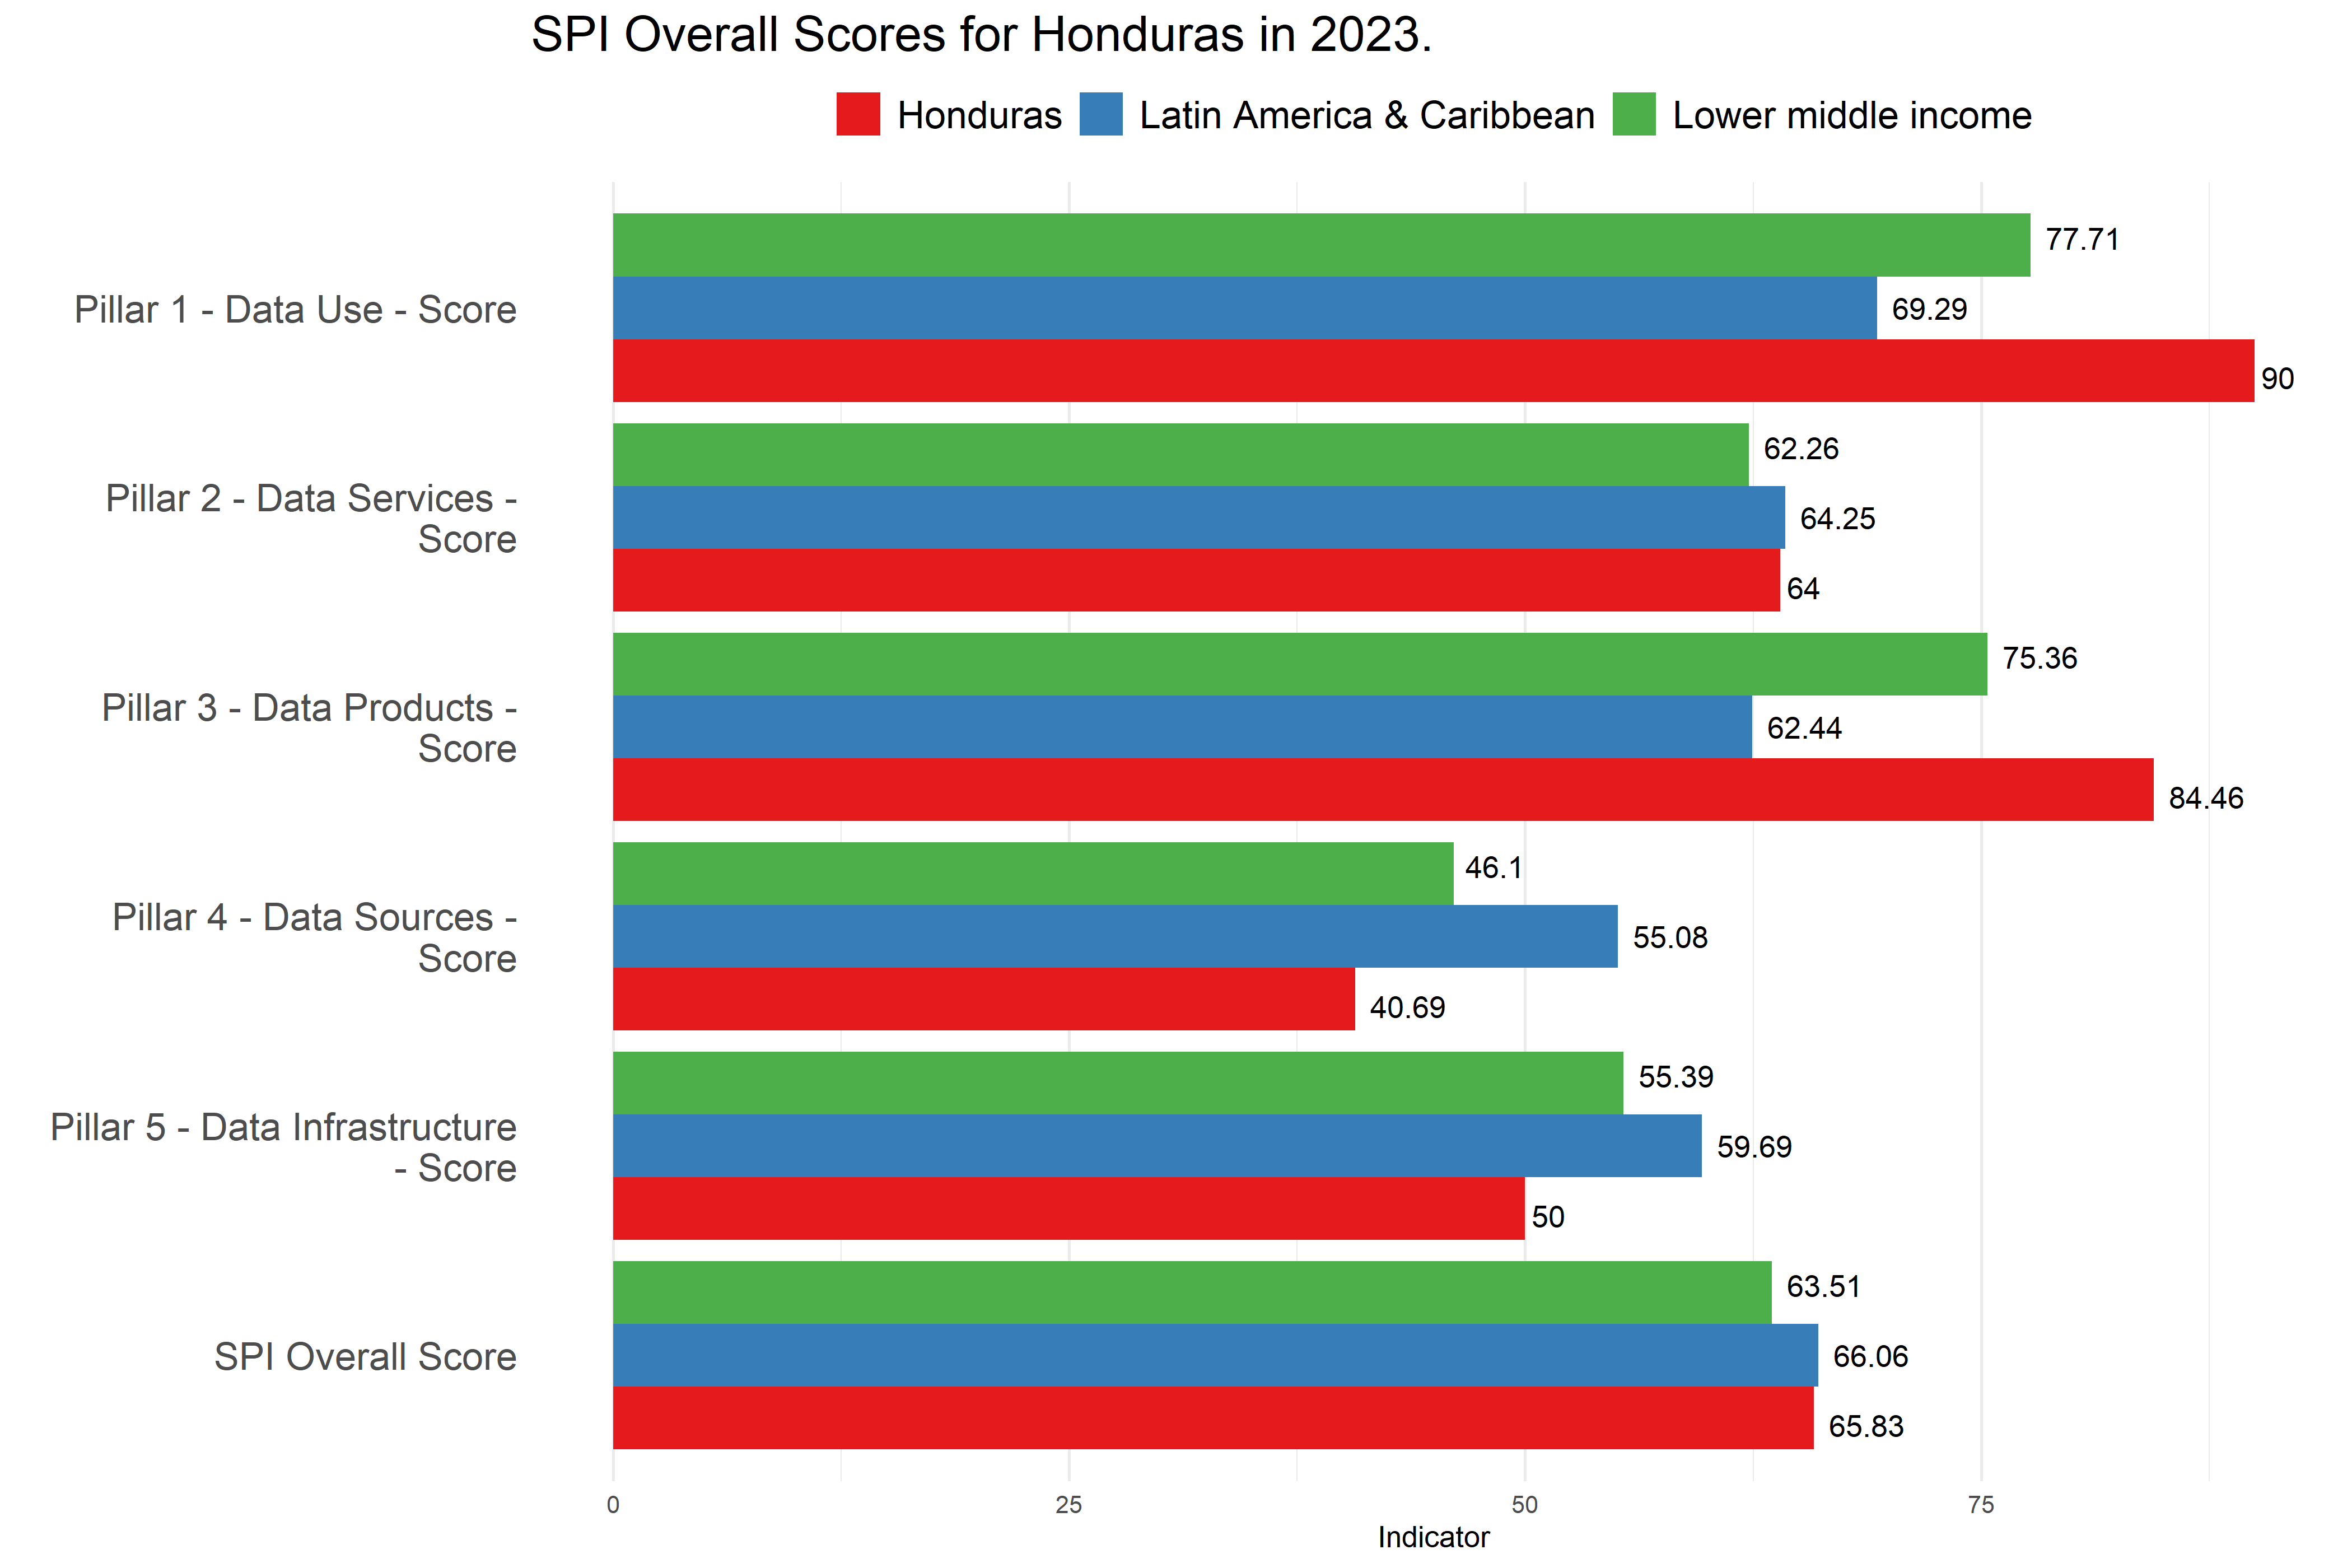 SPI Overall Scores for Honduras in 2023.
Honduras Latin America & Caribbean Lower middle income
77.71
Pillar 1 - Data Use - Score
69.29
90
62.26
Pillar 2 - Data Services -
Score
64.25
64
75.36
Pillar 3 - Data Products -
Score
62.44
84.46
46.1
Pillar 4 - Data Sources -
Score
55.08
40.69
55.39
Pillar 5 - Data Infrastructure
- Score
59.69
50
63.51
SPI Overall Score
66.06
65.83
0 25 50 75
Indicator